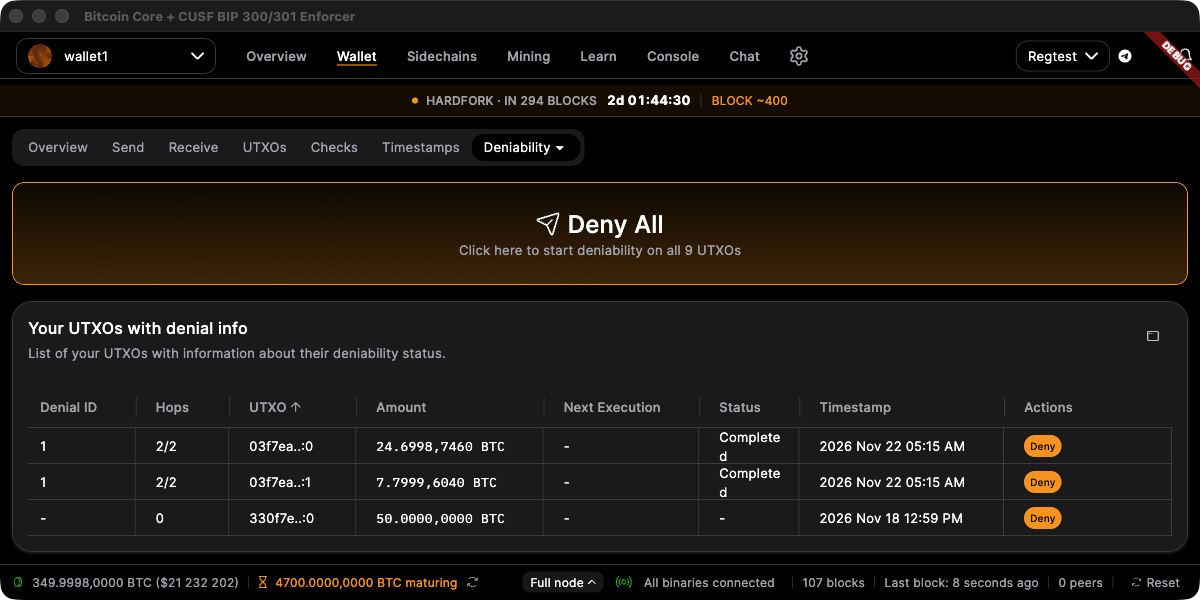 Bitcoin Core + CUSF BIP 300/301 Enforcer
wallet1 Overview Wallet Sidechains Mining Learn Console Chat Regtest DEBUG
HARDFORK · IN 294 BLOCKS 2d 01:44:30 BLOCK ~400
Overview Send Receive UTXOs Checks Timestamps Deniability
Deny All
Click here to start deniability on all 9 UTXOs
Your UTXOs with denial info
List of your UTXOs with information about their deniability status.
Denial ID Hops UTXO ↑ Amount Next Execution Status Timestamp Actions
1 2/2 03f7ea..:0 24.6998,7460 BTC - Complete
d 2026 Nov 22 05:15 AM Deny
1 2/2 03f7ea..:1 7.7999,6040 BTC - Complete
d 2026 Nov 22 05:15 AM Deny
- 0 330f7e..:0 50.0000,0000 BTC - - 2026 Nov 18 12:59 PM Deny
349.9998,0000 BTC ($21 232 202) 4700.0000,0000 BTC maturing Full node All binaries connected 107 blocks Last block: 8 seconds ago 0 peers Reset